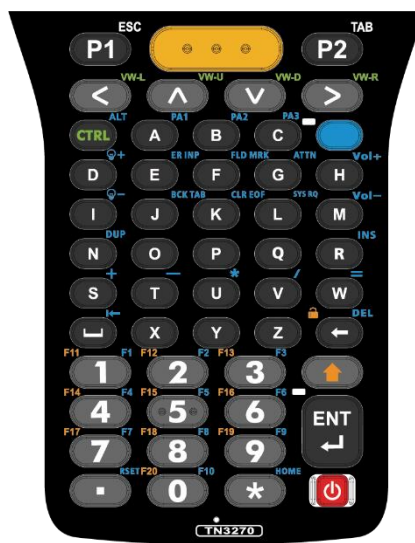 ESC TAB
P1 P2
VW-L VW-U VW-D VW-R
< ∧ ∨ >
ALT PA1 PA2 PA3
CTRL A B C
+ ER INP FLD MRK ATTN Vol+
D E F G H
- BCK TAB CLR EOF SYS RQ Vol-
I J K L M
DUP INS
N O P Q R
+ - * / =
S T U V W
DEL
X Y Z ←
F11 F1 F12 F2 F13 F3
1 2 3
F14 F4 F15 F5 F16 F6
4 5 6 ENT
F17 F7 F18 F8 F19 F9
7 8 9
RSET F20 F10 HOME
. 0 *
TN3270